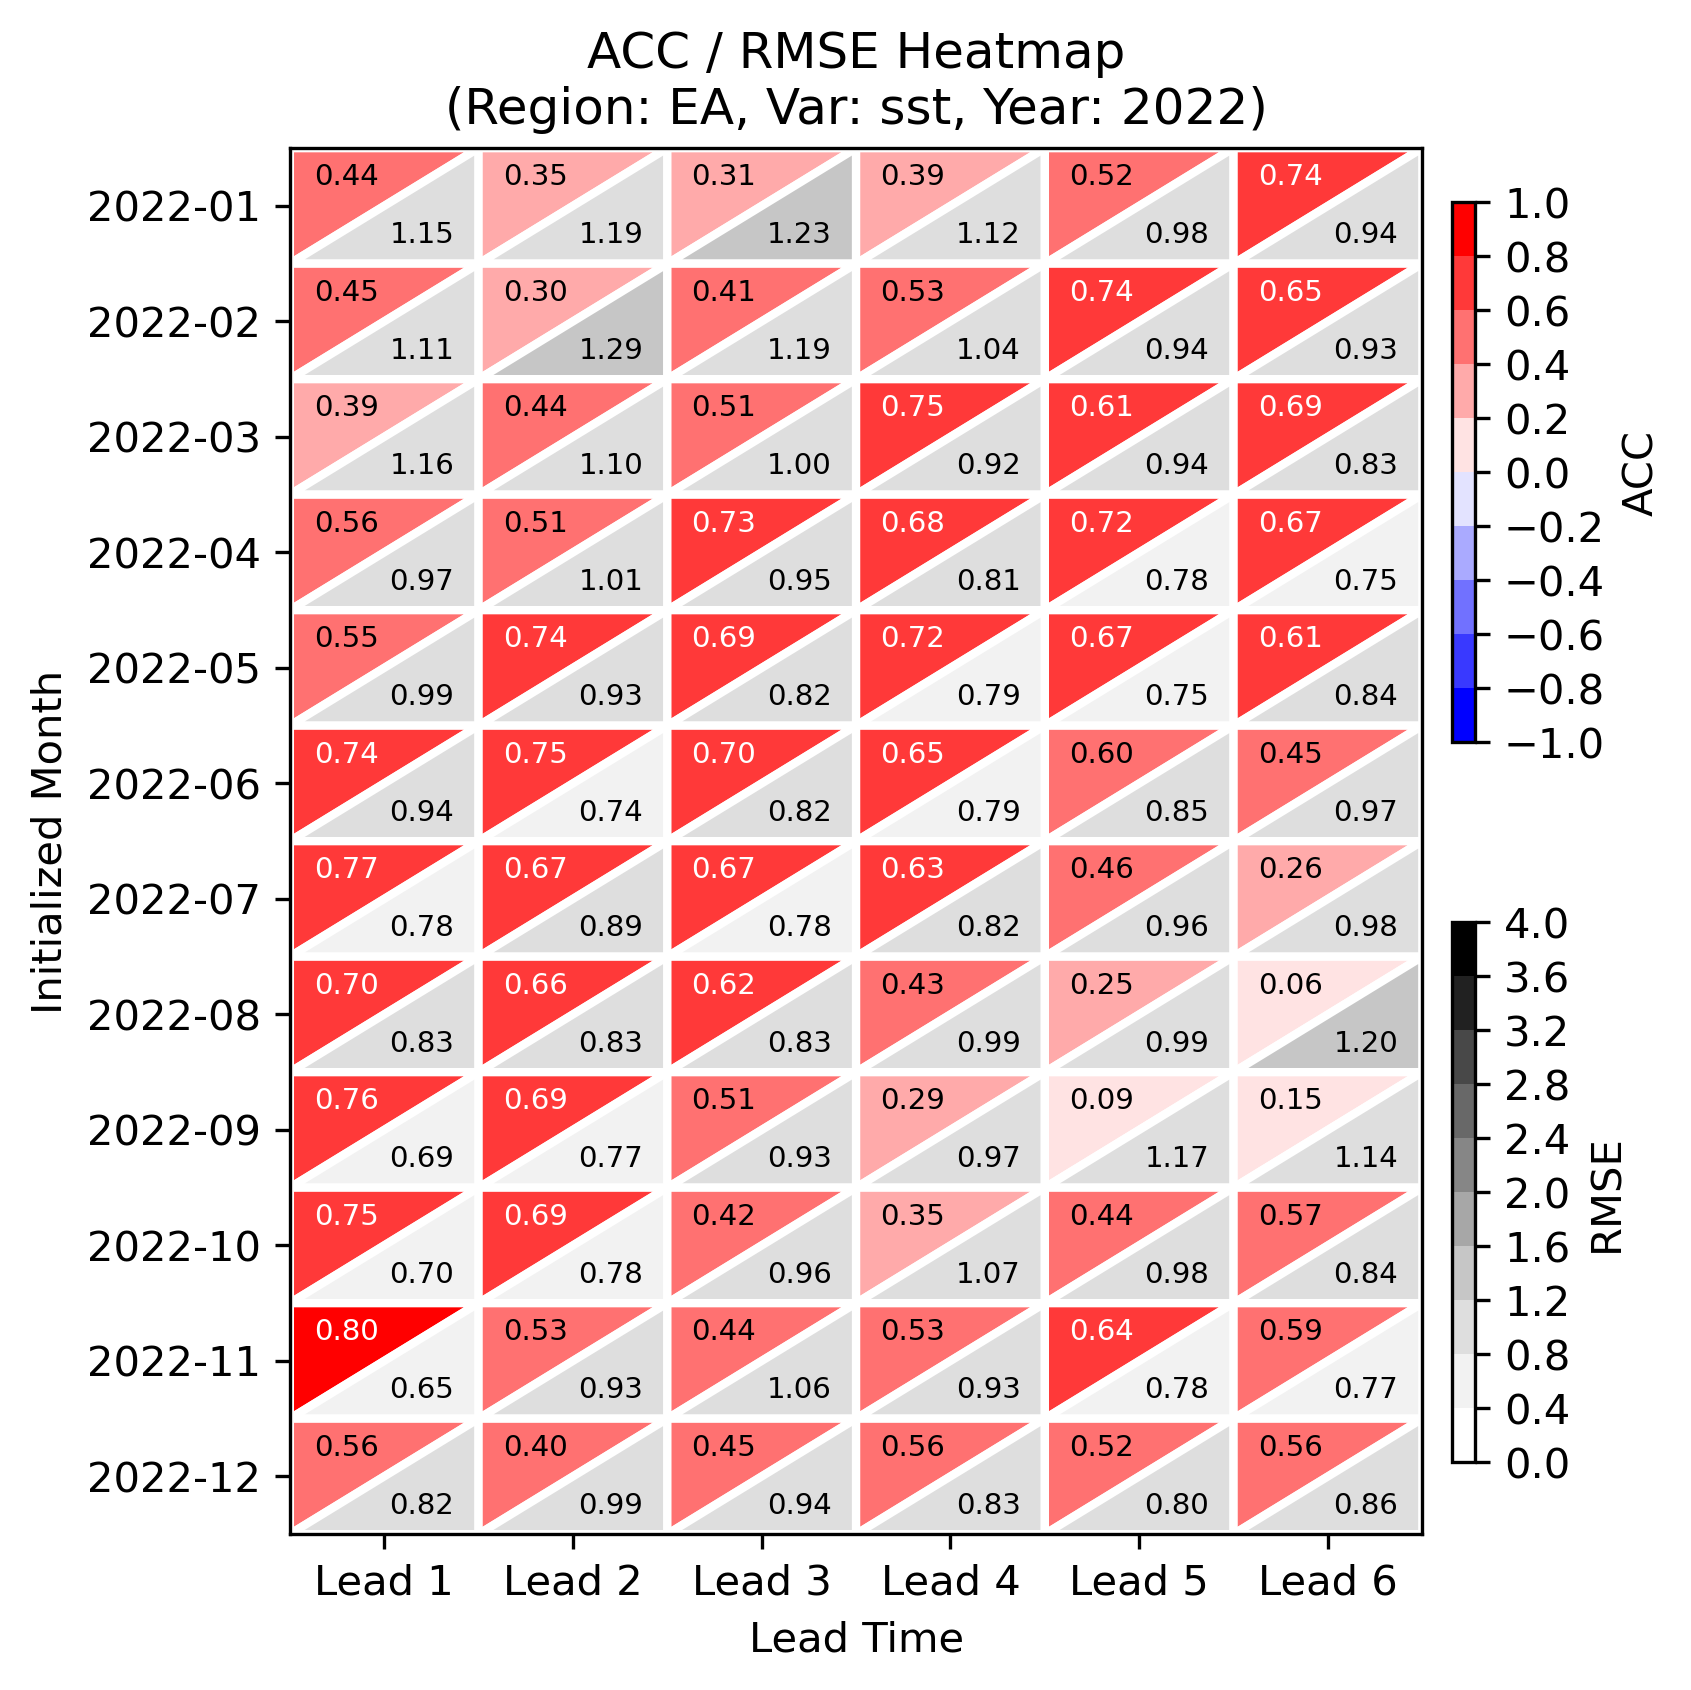 ACC / RMSE Heatmap
(Region: EA, Var: sst, Year: 2022)
0.44 0.35 0.31 0.39 0.52 0.74
2022-01
1.15 1.19 1.23 1.12 0.98 0.94
0.45 0.30 0.41 0.53 0.74 0.65
2022-02
1.11 1.29 1.19 1.04 0.94 0.93
0.39 0.44 0.51 0.75 0.61 0.69
2022-03
1.16 1.10 1.00 0.92 0.94 0.83
0.56 0.51 0.73 0.68 0.72 0.67
2022-04
0.97 1.01 0.95 0.81 0.78 0.75
0.55 0.74 0.69 0.72 0.67 0.61
2022-05
0.99 0.93 0.82 0.79 0.75 0.84
0.74 0.75 0.70 0.65 0.60 0.45
2022-06
0.94 0.74 0.82 0.79 0.85 0.97
0.77 0.67 0.67 0.63 0.46 0.26
2022-07
0.78 0.89 0.78 0.82 0.96 0.98
0.70 0.66 0.62 0.43 0.25 0.06
2022-08
0.83 0.83 0.83 0.99 0.99 1.20
0.76 0.69 0.51 0.29 0.09 0.15
2022-09
0.69 0.77 0.93 0.97 1.17 1.14
0.75 0.69 0.42 0.35 0.44 0.57
2022-10
0.70 0.78 0.96 1.07 0.98 0.84
0.80 0.53 0.44 0.53 0.64 0.59
2022-11
0.65 0.93 1.06 0.93 0.78 0.77
0.56 0.40 0.45 0.56 0.52 0.56
2022-12
0.82 0.99 0.94 0.83 0.80 0.86
Lead 1 Lead 2 Lead 3 Lead 4 Lead 5 Lead 6
Lead Time
Initialized Month
1.0
0.8
0.6
0.4
0.2
0.0
−0.2
−0.4
−0.6
−0.8
−1.0
ACC
4.0
3.6
3.2
2.8
2.4
2.0
1.6
1.2
0.8
0.4
0.0
RMSE